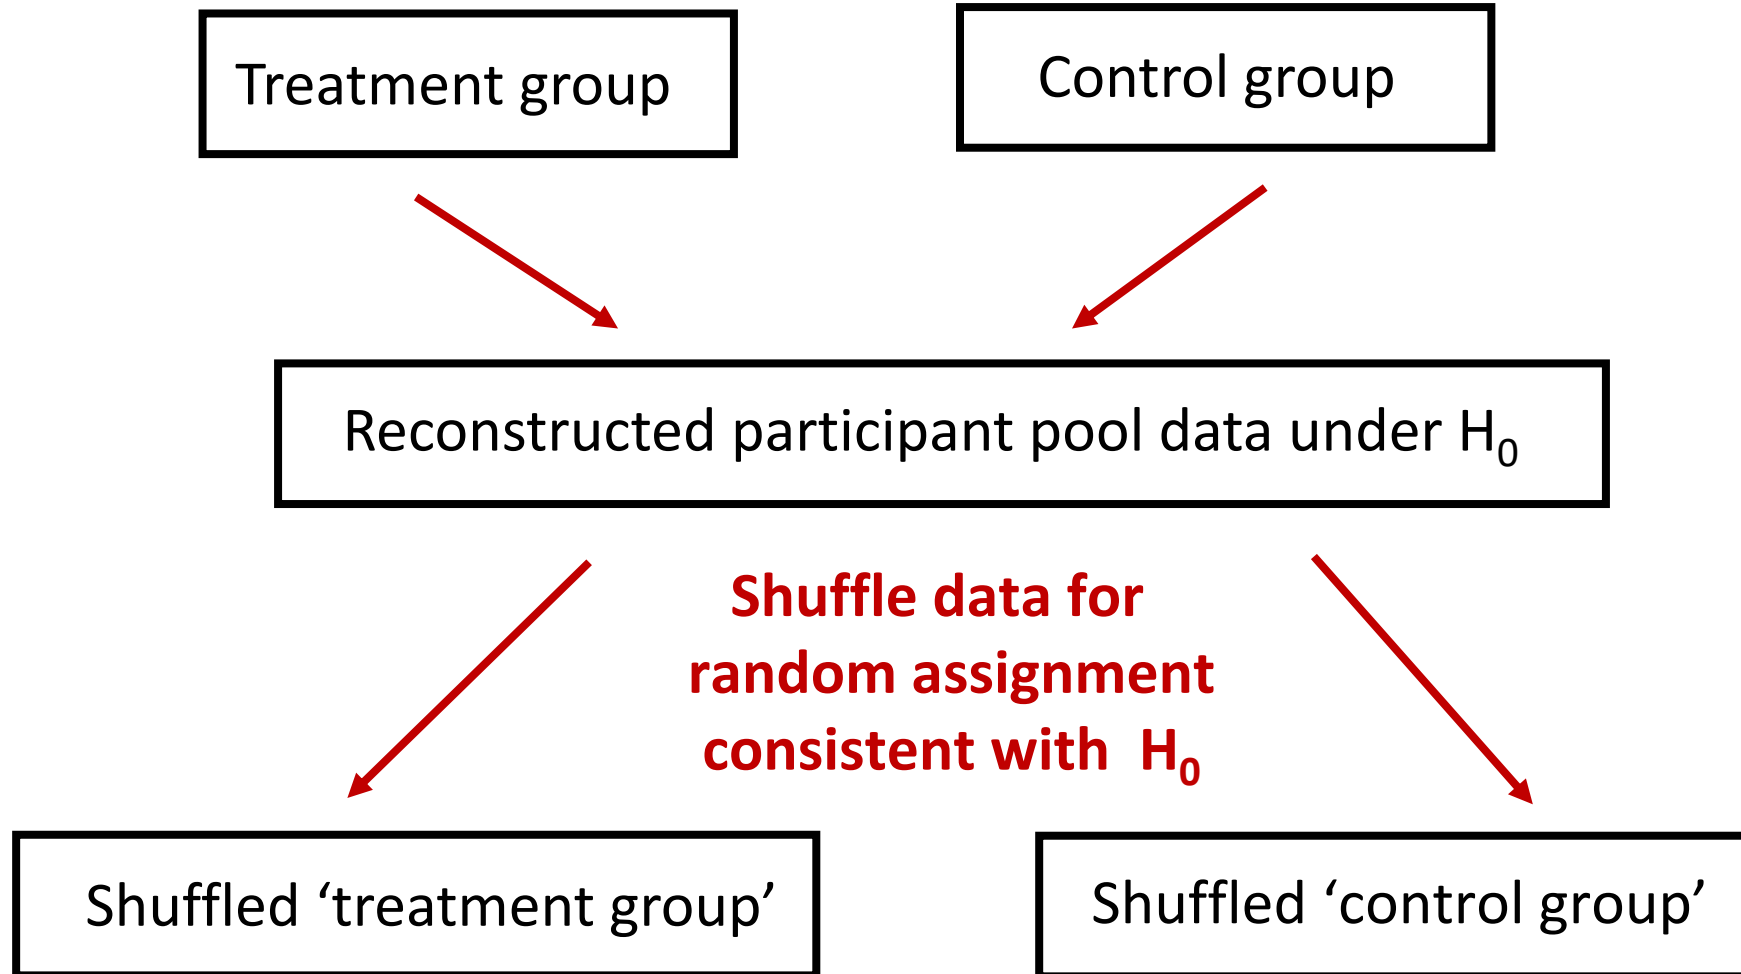 Treatment group
Control group
Reconstructed participant pool data under H₀
Shuffle data for
random assignment
consistent with H₀
Shuffled ‘treatment group’
Shuffled ‘control group’